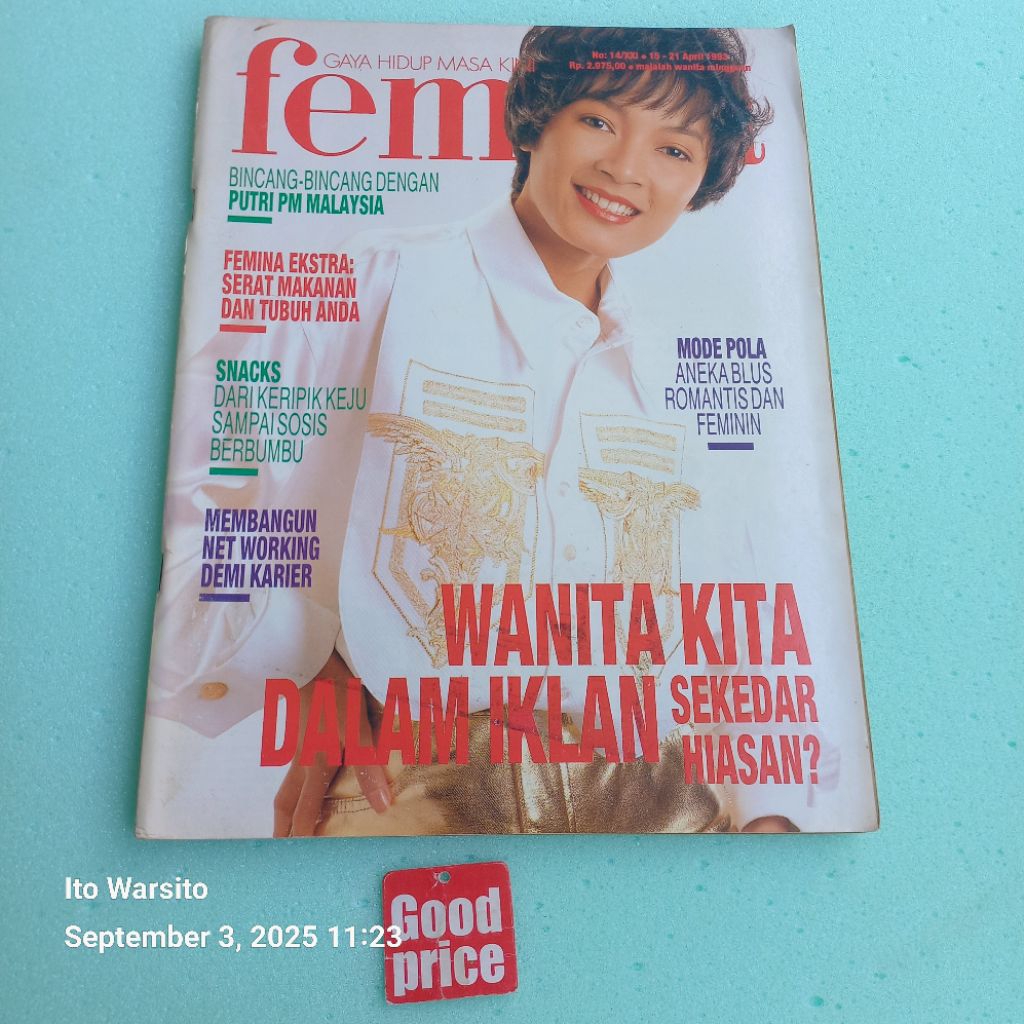 GAYA HIDUP MASA KINI
No: 14/XXI • 15 - 21 April 1993
Rp. 2.975,00 • majalah wanita mingguan
fem
BINCANG-BINCANG DENGAN
PUTRI PM MALAYSIA
FEMINA EKSTRA:
SERAT MAKANAN
DAN TUBUH ANDA
SNACKS
DARI KERIPIK KEJU
SAMPAI SOSIS
BERBUMBU
MEMBANGUN
NET WORKING
DEMI KARIER
MODE POLA
ANEKA BLUS
ROMANTIS DAN
FEMININ
WANITA KITA
DALAM IKLAN SEKEDAR
HIASAN?
Ito Warsito
September 3, 2025 11:23
Good
price